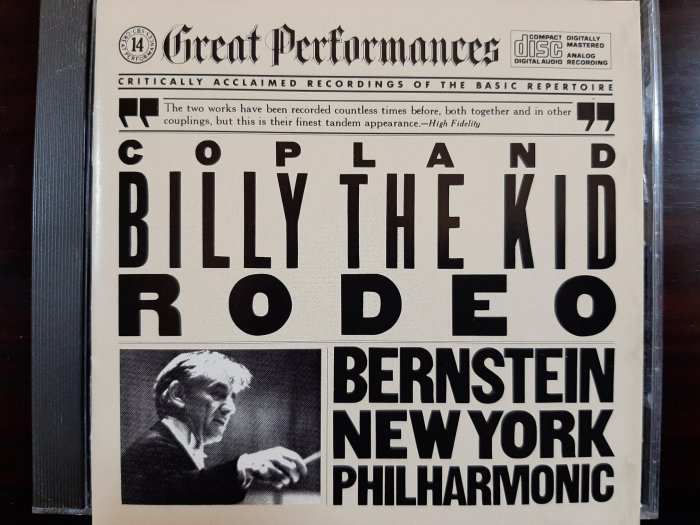 14
Great Performances
COMPACT
disc
DIGITAL AUDIO
DIGITALLY
MASTERED
ANALOG
RECORDING
CRITICALLY ACCLAIMED RECORDINGS OF THE BASIC REPERTOIRE
The two works have been recorded countless times before, both together and in other
couplings, but this is their finest tandem appearance.—High Fidelity
COPLAND
BILLY THE KID
RODEO
BERNSTEIN
NEW YORK
PHILHARMONIC